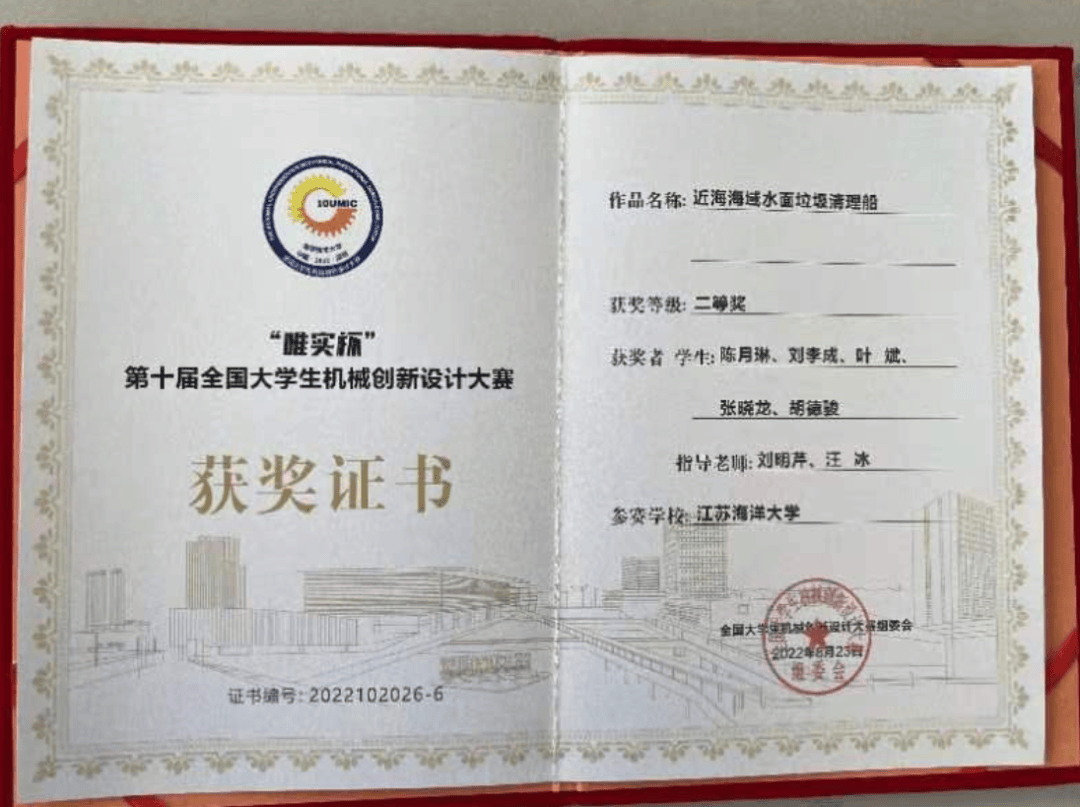 10UMIC
“唯实杯”
第十届全国大学生机械创新设计大赛
获奖证书
证书编号: 2022102026-6
作品名称: 近海海域水面垃圾清理船
获奖等级: 二等奖
获奖者 学生: 陈月琳、刘李成、叶 斌、
张晓龙、胡德骏
指导老师: 刘明芹、汪 冰
参赛学校: 江苏海洋大学
全国大学生机械创新设计大赛组委会
2022年8月23日
组委会